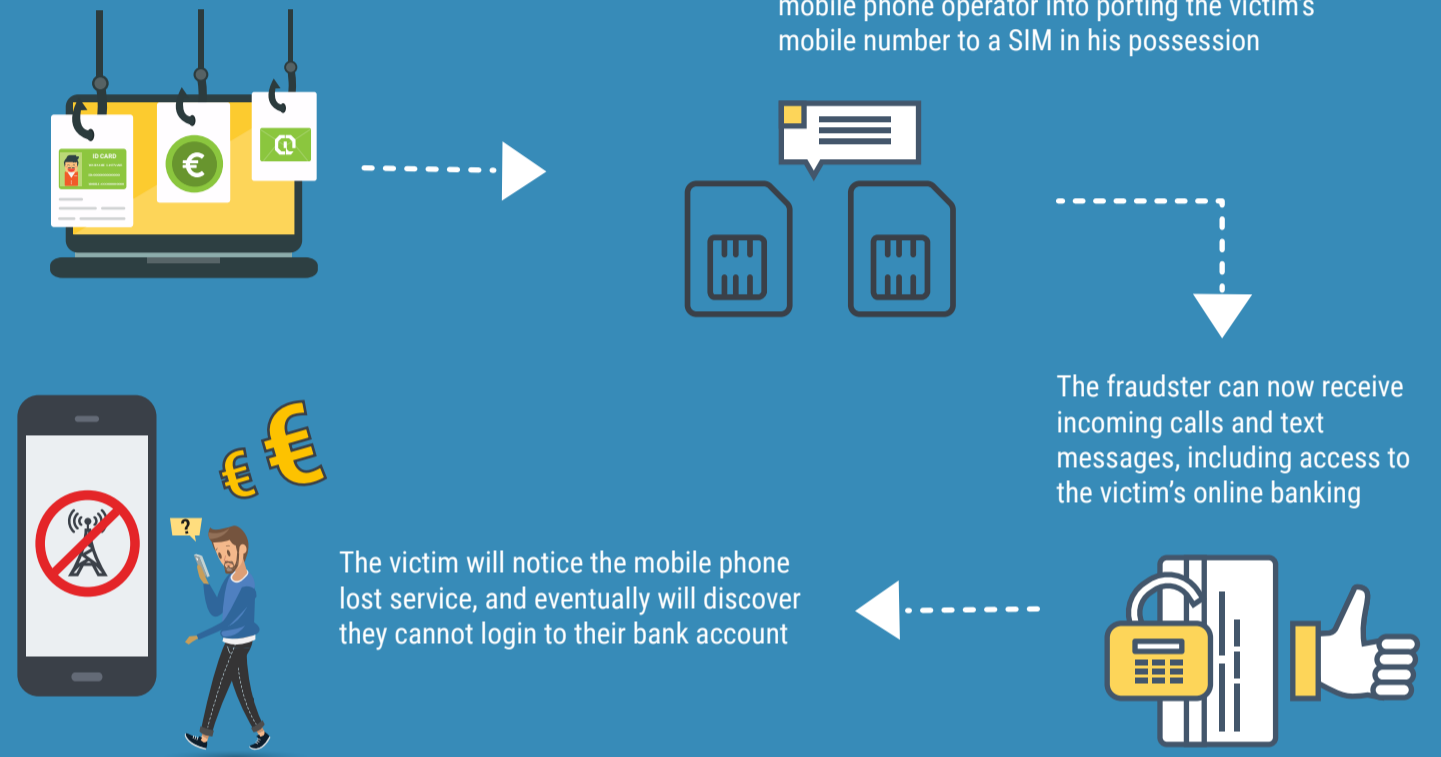 mobile phone operator into porting the victim's
mobile number to a SIM in his possession
ID CARD
€
@
The fraudster can now receive
incoming calls and text
messages, including access to
the victim's online banking
€ €
?
The victim will notice the mobile phone
lost service, and eventually will discover
they cannot login to their bank account